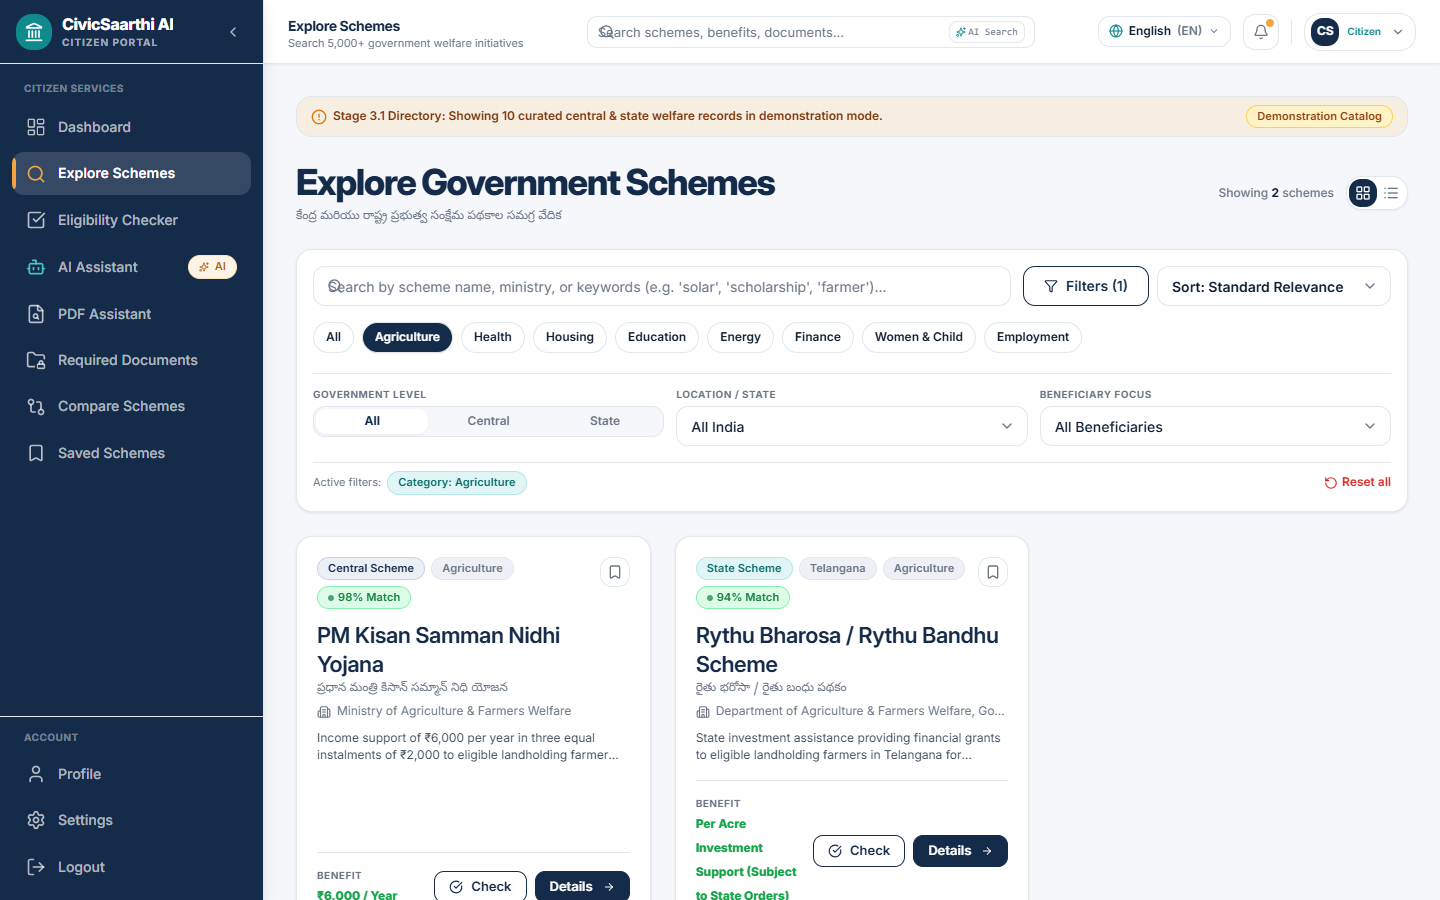 CivicSaarthi AI
CITIZEN PORTAL
CITIZEN SERVICES
Dashboard
Explore Schemes
Eligibility Checker
AI Assistant
AI
PDF Assistant
Required Documents
Compare Schemes
Saved Schemes
ACCOUNT
Profile
Settings
Logout
Explore Schemes
Search 5,000+ government welfare initiatives
Search schemes, benefits, documents...
AI Search
English (EN)
CS
Citizen
Stage 3.1 Directory: Showing 10 curated central & state welfare records in demonstration mode.
Demonstration Catalog
Explore Government Schemes
కేంద్ర మరియు రాష్ట్ర ప్రభుత్వ సంక్షేమ పథకాల సమగ్ర వేదిక
Showing 2 schemes
Search by scheme name, ministry, or keywords (e.g. 'solar', 'scholarship', 'farmer')...
Filters (1)
Sort: Standard Relevance
All
Agriculture
Health
Housing
Education
Energy
Finance
Women & Child
Employment
GOVERNMENT LEVEL
All
Central
State
LOCATION / STATE
All India
BENEFICIARY FOCUS
All Beneficiaries
Active filters:
Category: Agriculture
Reset all
Central Scheme
Agriculture
98% Match
PM Kisan Samman Nidhi
Yojana
ప్రధాన మంత్రి కిసాన్ సమ్మాన్ నిధి యోజన
Ministry of Agriculture & Farmers Welfare
Income support of ₹6,000 per year in three equal
instalments of ₹2,000 to eligible landholding farmer...
BENEFIT
₹6,000 / Year
Check
Details
State Scheme
Telangana
Agriculture
94% Match
Rythu Bharosa / Rythu Bandhu
Scheme
రైతు భరోసా / రైతు బంధు పథకం
Department of Agriculture & Farmers Welfare, Go...
State investment assistance providing financial grants
to eligible landholding farmers in Telangana for...
BENEFIT
Per Acre
Investment
Support (Subject
to State Orders)
Check
Details